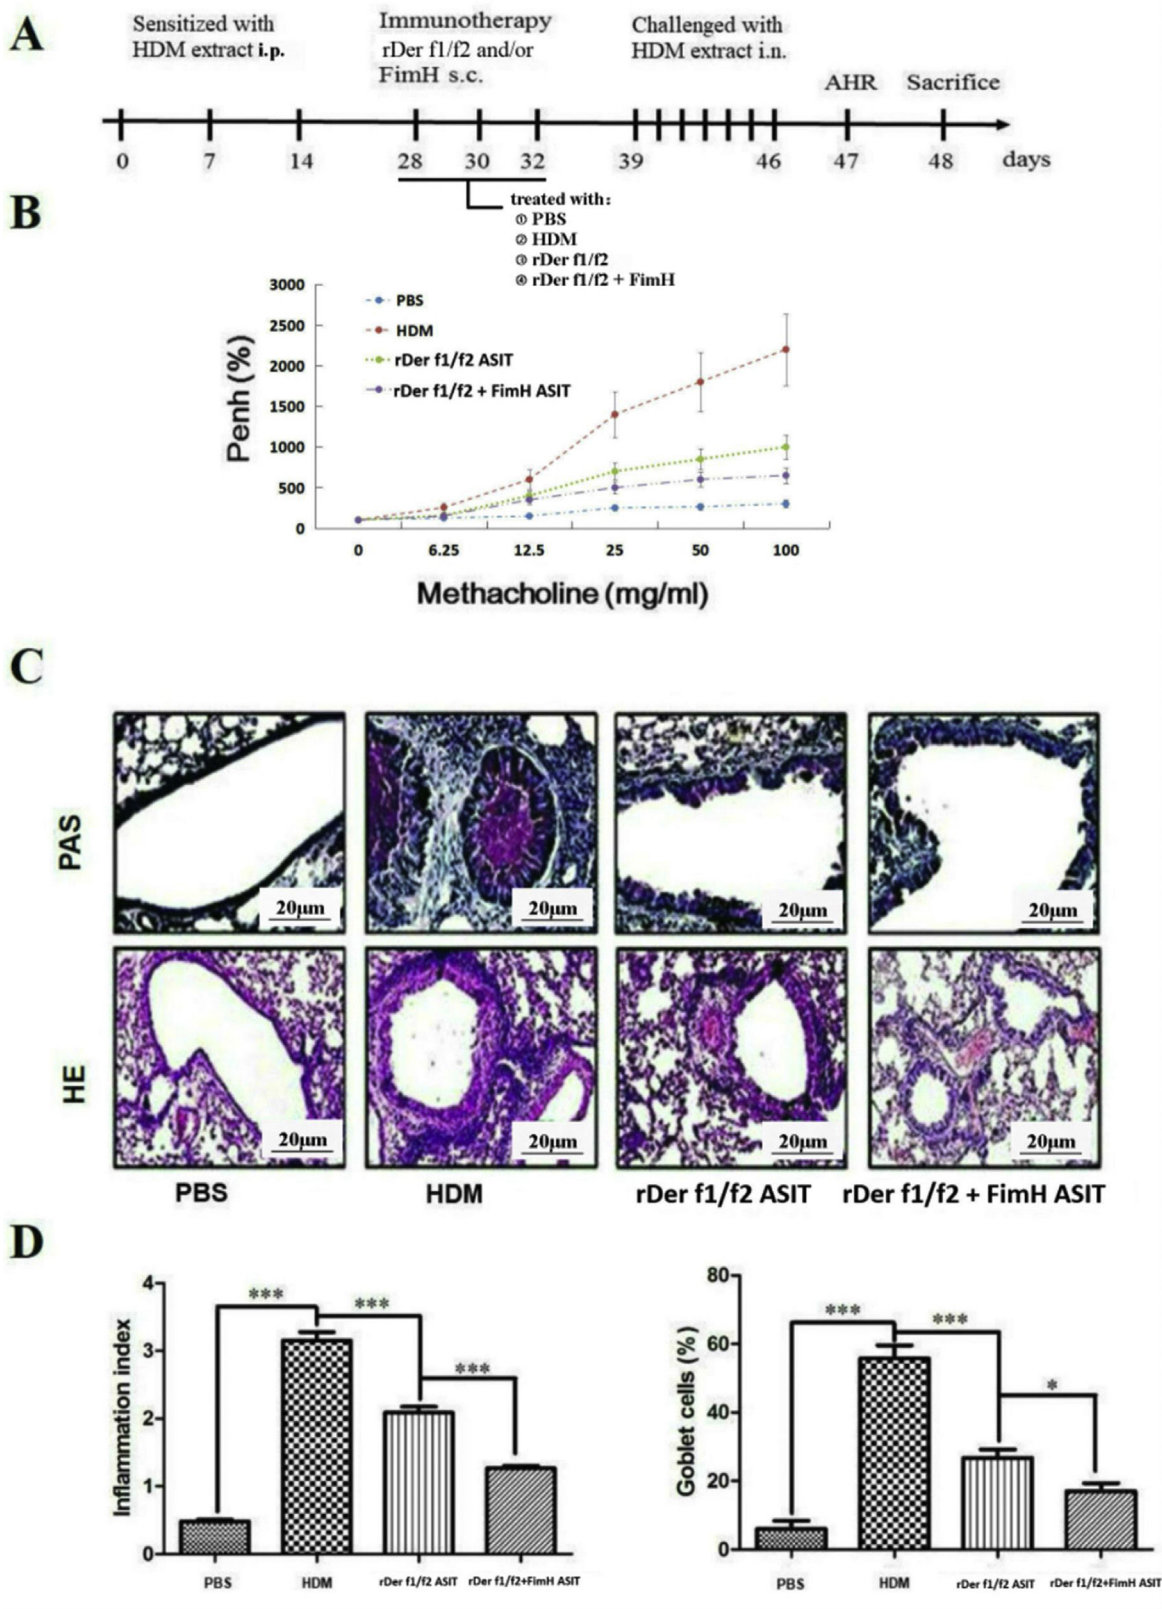 A
Sensitized with
HDM extract i.p.
Immunotherapy
rDer f1/f2 and/or
FimH s.c.
Challenged with
HDM extract i.n.
AHR Sacrifice
0 7 14 28 30 32 39 46 47 48 days
treated with:
① PBS
② HDM
③ rDer f1/f2
④ rDer f1/f2 + FimH
B
Penh (%)
3000
2500
2000
1500
1000
500
0
PBS
HDM
rDer f1/f2 ASIT
rDer f1/f2 + FimH ASIT
0 6.25 12.5 25 50 100
Methacholine (mg/ml)
C
PAS
20μm 20μm 20μm 20μm
HE
20μm 20μm 20μm 20μm
PBS HDM rDer f1/f2 ASIT rDer f1/f2 + FimH ASIT
D
Inflammation index
4
3
2
1
0
*** *** ***
PBS HDM rDer f1/f2 ASIT rDer f1/f2+FimH ASIT
Goblet cells (%)
80
60
40
20
0
*** *** *
PBS HDM rDer f1/f2 ASIT rDer f1/f2+FimH ASIT